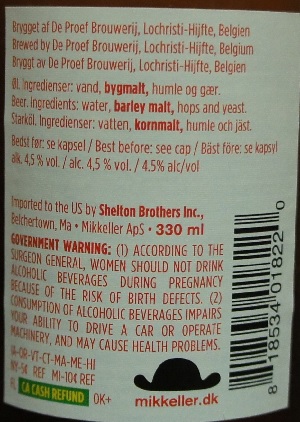 Brygget af De Proef Brouwerij, Lochristi-Hijfte, Belgien
Brewed by De Proef Brouwerij, Lochristi-Hijfte, Belgium
Bryggt av De Proef Brouwerij, Lochristi-Hijfte, Belgien
Øl. Ingredienser: vand, bygmalt, humle og gær.
Beer. ingredients: water, barley malt, hops and yeast.
Starköl. Ingredienser: vatten, kornmalt, humle och jäst.
Bedst før: se kapsel / Best before: see cap / Bäst före: se kapsyl
alk. 4,5 % vol. / alc. 4,5 % vol. / 4.5% alc/vol
Imported to the US by Shelton Brothers Inc.,
Belchertown, Ma • Mikkeller ApS • 330 ml
GOVERNMENT WARNING: (1) ACCORDING TO THE
SURGEON GENERAL, WOMEN SHOULD NOT DRINK
ALCOHOLIC BEVERAGES DURING PREGNANCY
BECAUSE OF THE RISK OF BIRTH DEFECTS. (2)
CONSUMPTION OF ALCOHOLIC BEVERAGES IMPAIRS
YOUR ABILITY TO DRIVE A CAR OR OPERATE
MACHINERY, AND MAY CAUSE HEALTH PROBLEMS.
IA-OR-VT-CT-MA-ME-HI
NY-5¢ REF MI-10¢ REF
CA CASH REFUND OK+
mikkeller.dk
8 18534 01822 0